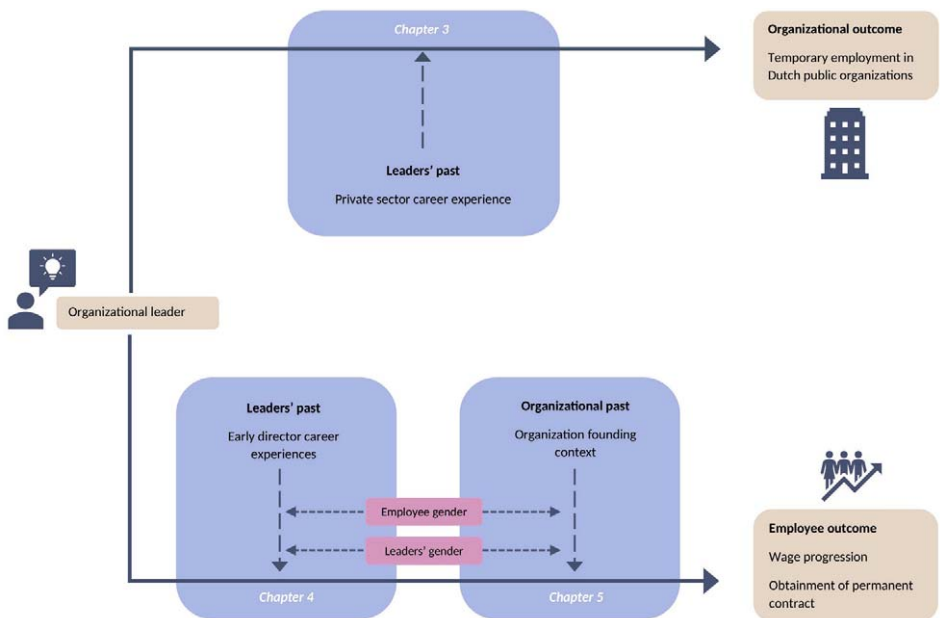 Chapter 3
Leaders' past
Private sector career experience
Organizational outcome
Temporary employment in
Dutch public organizations
Organizational leader
Leaders' past
Early director career
experiences
Organizational past
Organization founding
context
Employee gender
Leaders' gender
Chapter 4
Chapter 5
Employee outcome
Wage progression
Obtainment of permanent
contract